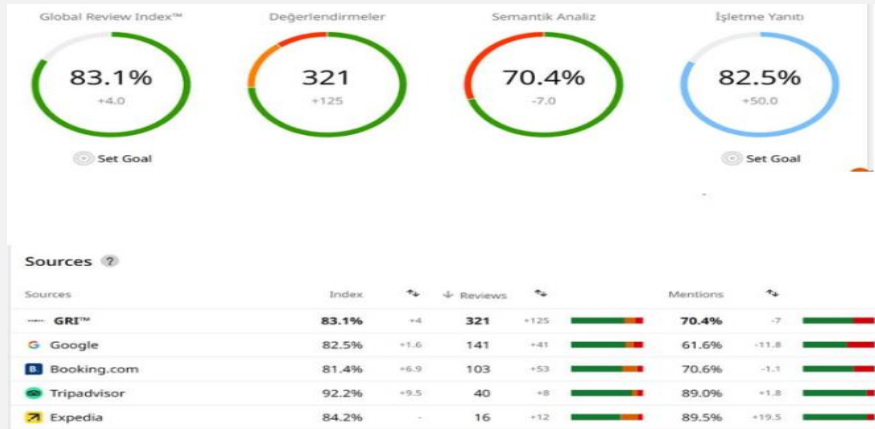 Global Review Index™ Değerlendirmeler Semantik Analiz İşletme Yanıtı
83.1% 321 70.4% 82.5%
+4.0 +125 -7.0 +50.0
Set Goal Set Goal
Sources ?
Sources Index Reviews Mentions
GRI™ 83.1% +4 321 +125 70.4% -7
Google 82.5% +1.6 141 +41 61.6% -11.8
B. Booking.com 81.4% +6.9 103 +53 70.6% -1.1
Tripadvisor 92.2% +9.5 40 +8 89.0% +1.8
Expedia 84.2% - 16 +12 89.5% +19.5